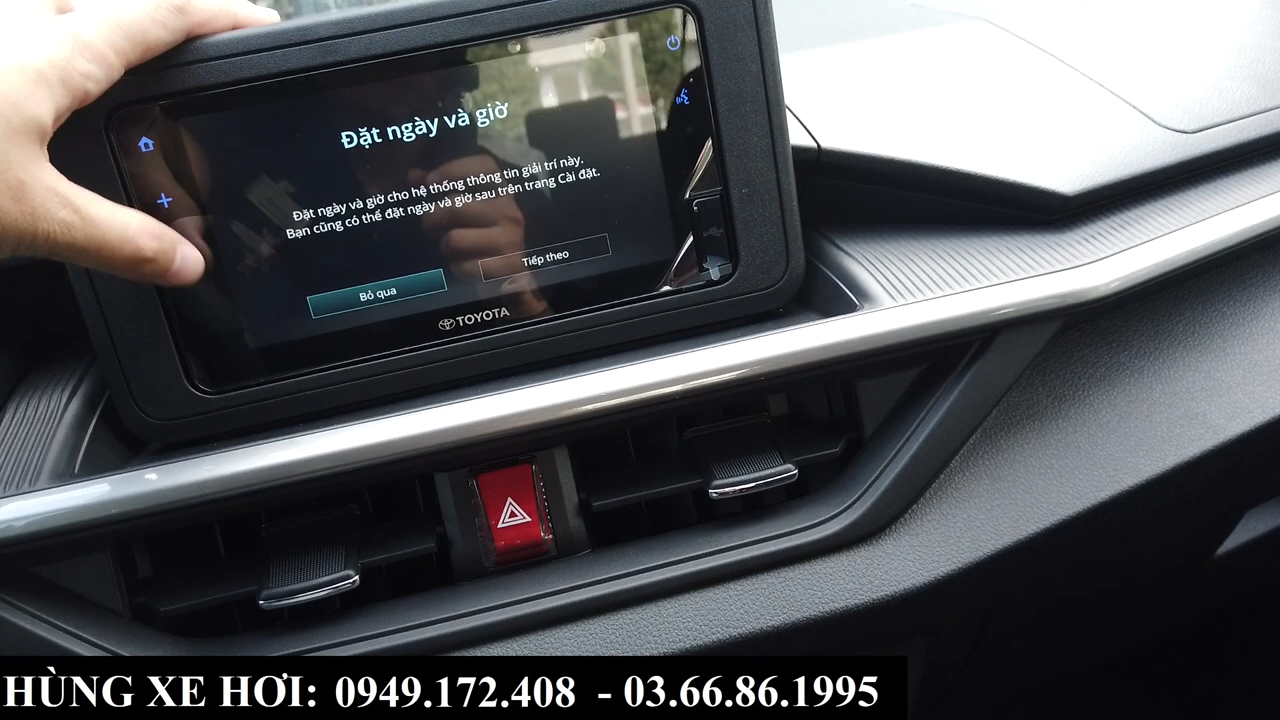 Đặt ngày và giờ
Đặt ngày và giờ cho hệ thống thông tin giải trí này.
Bạn cũng có thể đặt ngày và giờ sau trên trang Cài đặt.
Bỏ qua
Tiếp theo
TOYOTA
HÙNG XE HƠI: 0949.172.408 - 03.66.86.1995